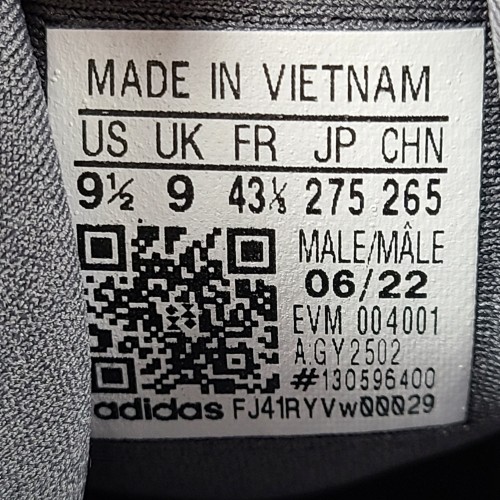 MADE IN VIETNAM
US UK FR JP CHN
9½ 9 43⅓ 275 265
MALE/MÂLE
06/22
EVM 004001
A:GY2502
#130596400
adidas FJ41RYVw00029